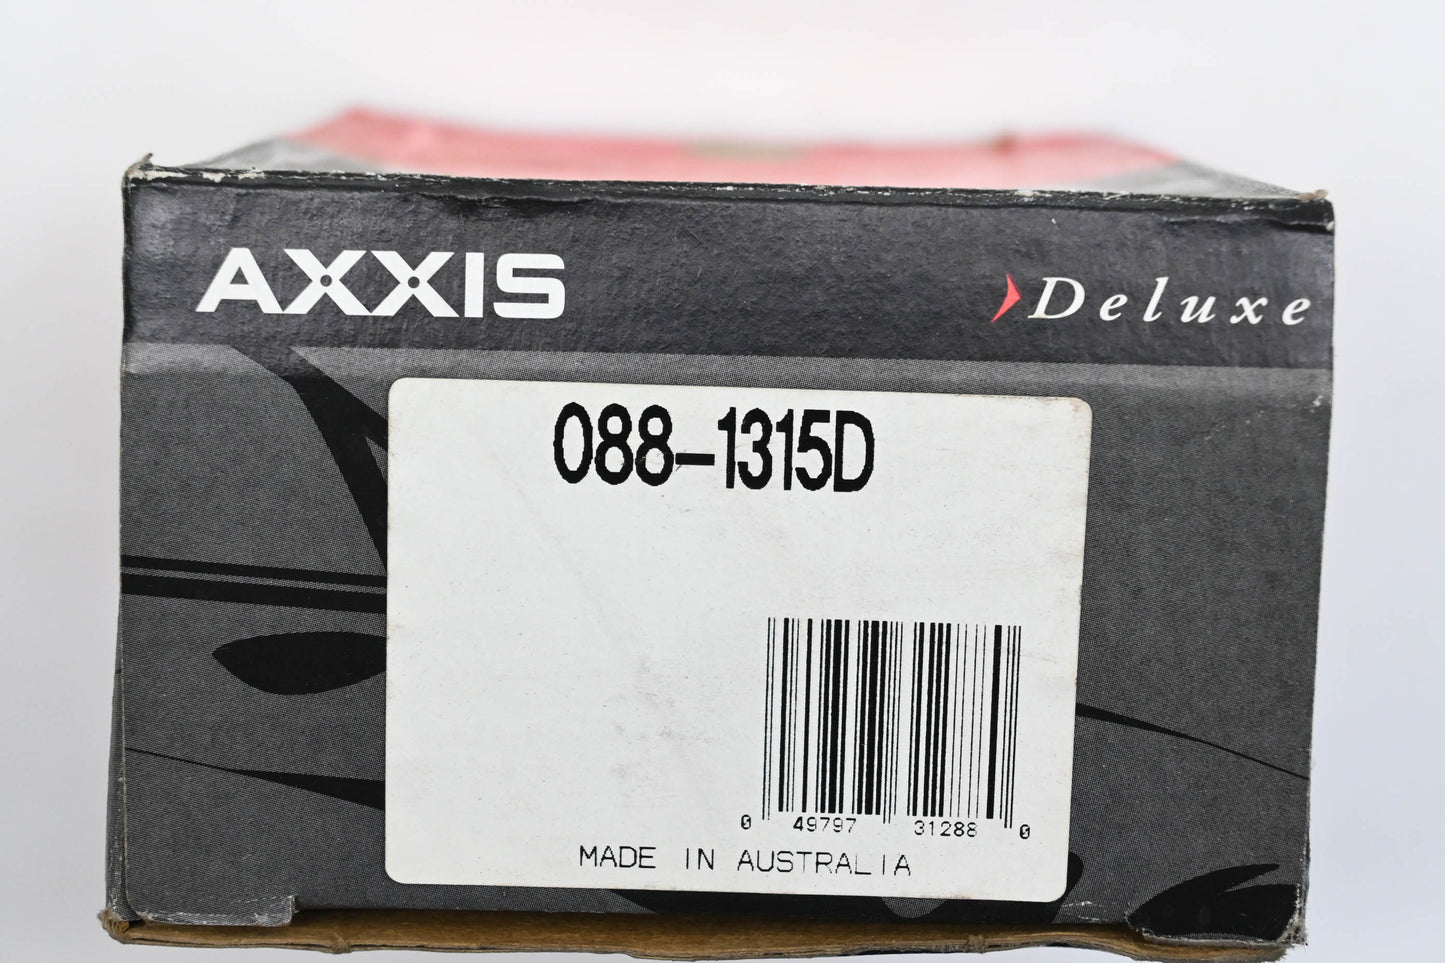 AXXIS
Deluxe
088-1315D
0 49797 31288 0
MADE IN AUSTRALIA